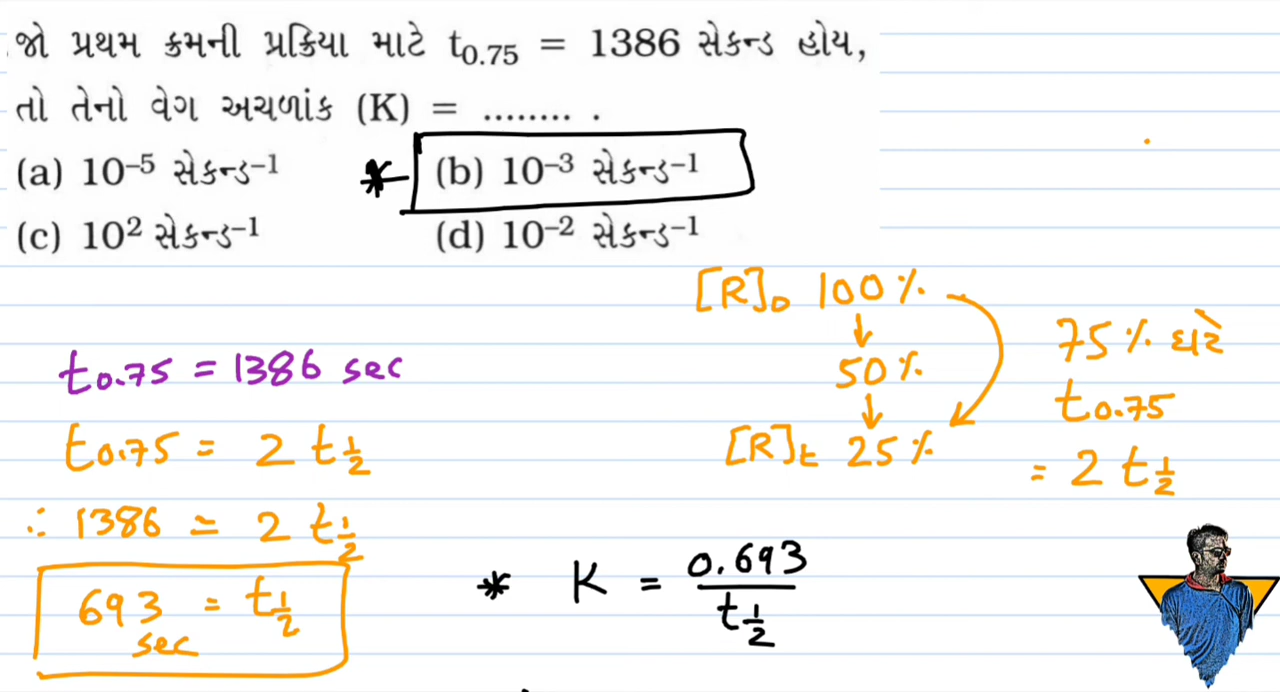 જો પ્રથમ ક્રમની પ્રક્રિયા માટે t0.75 = 1386 સેકન્ડ હોય,
તો તેનો વેગ અચળાંક (K) = ........ .
(a) 10⁻⁵ સેકન્ડ⁻¹ * (b) 10⁻³ સેકન્ડ⁻¹
(c) 10² સેકન્ડ⁻¹ (d) 10⁻² સેકન્ડ⁻¹
[R]₀ 100%
↓
50%
↓
[R]t 25%
75% ઘટે
t0.75
= 2 t½
t0.75 = 1386 sec
t0.75 = 2 t½
∴ 1386 = 2 t½
693 sec = t½
* K = 0.693 / t½